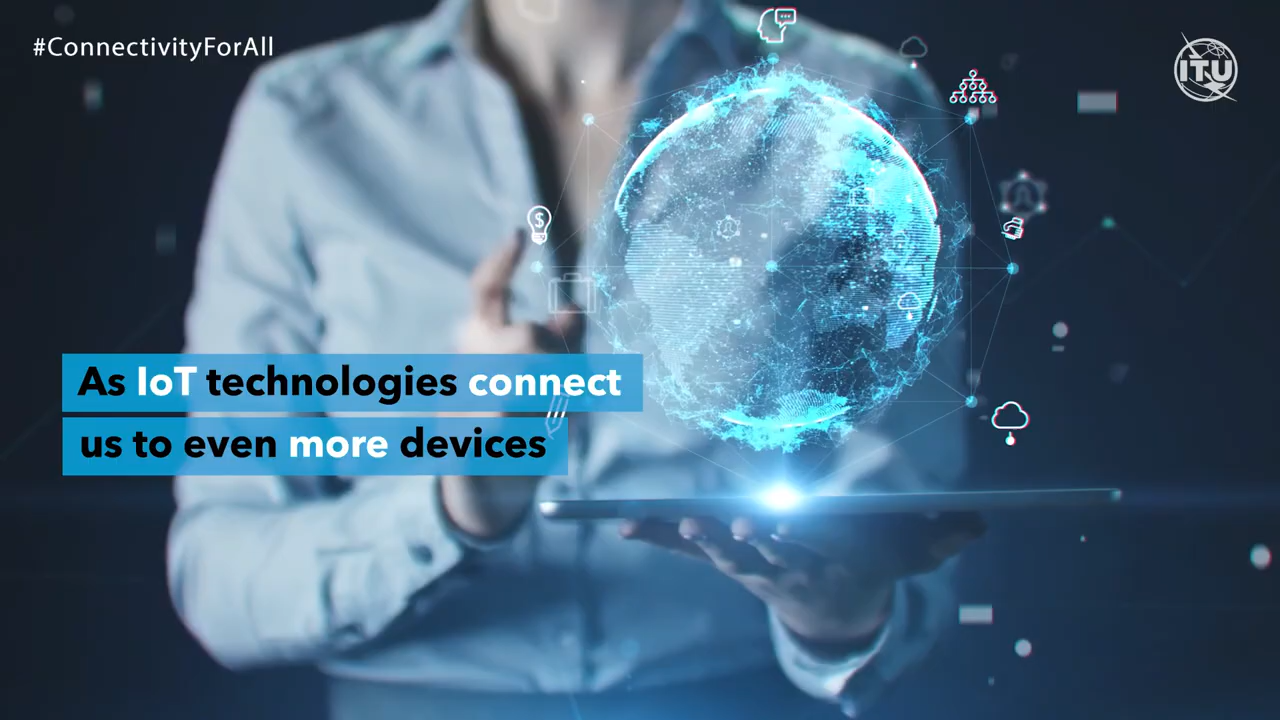 #ConnectivityForAll
ITU
As IoT technologies connect
us to even more devices